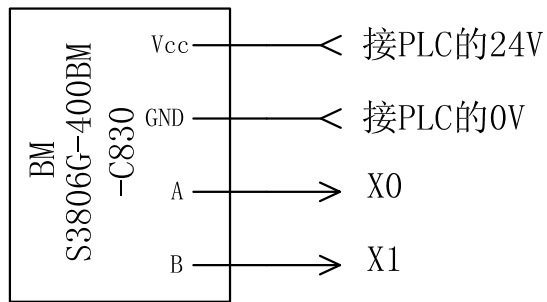 BM
S3806G-400BM
-C830
Vcc
接PLC的24V
GND
接PLC的0V
A
X0
B
X1